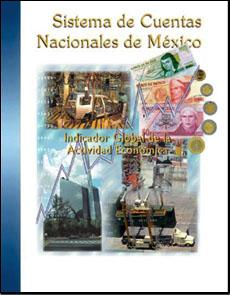 Sistema de Cuentas
Nacionales de México
Indicador Global de la
Actividad Económica